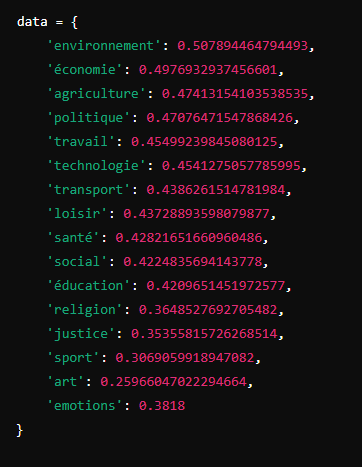 data = {
    'environnement': 0.507894464794493,
    'économie': 0.4976932937456601,
    'agriculture': 0.47413154103538535,
    'politique': 0.47076471547868426,
    'travail': 0.45499239845080125,
    'technologie': 0.4541275057785995,
    'transport': 0.4386261514781984,
    'loisir': 0.43728893598079877,
    'santé': 0.42821651660960486,
    'social': 0.4224835694143778,
    'éducation': 0.4209651451972577,
    'religion': 0.3648527692705482,
    'justice': 0.35355815726268514,
    'sport': 0.3069059918947082,
    'art': 0.25966047022294664,
    'emotions': 0.3818
}